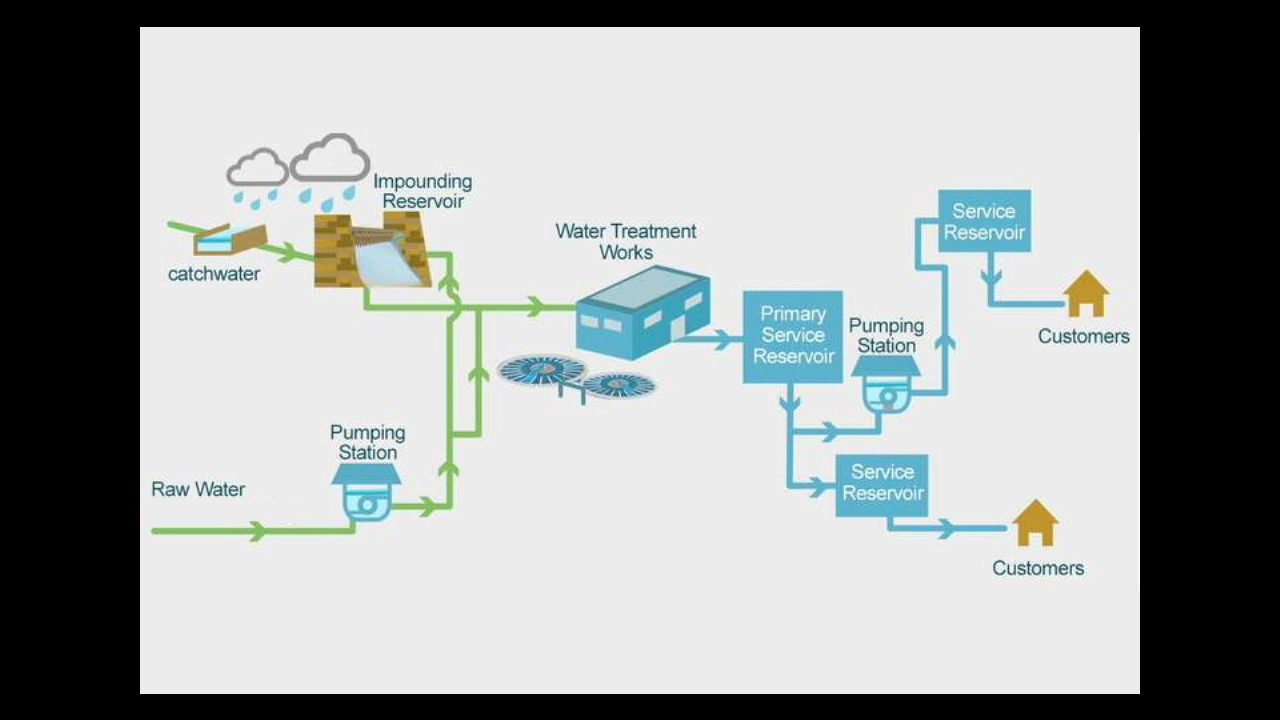 Impounding
Reservoir
catchwater
Water Treatment
Works
Service
Reservoir
Customers
Primary
Service
Reservoir
Pumping
Station
Pumping
Station
Raw Water
Service
Reservoir
Customers